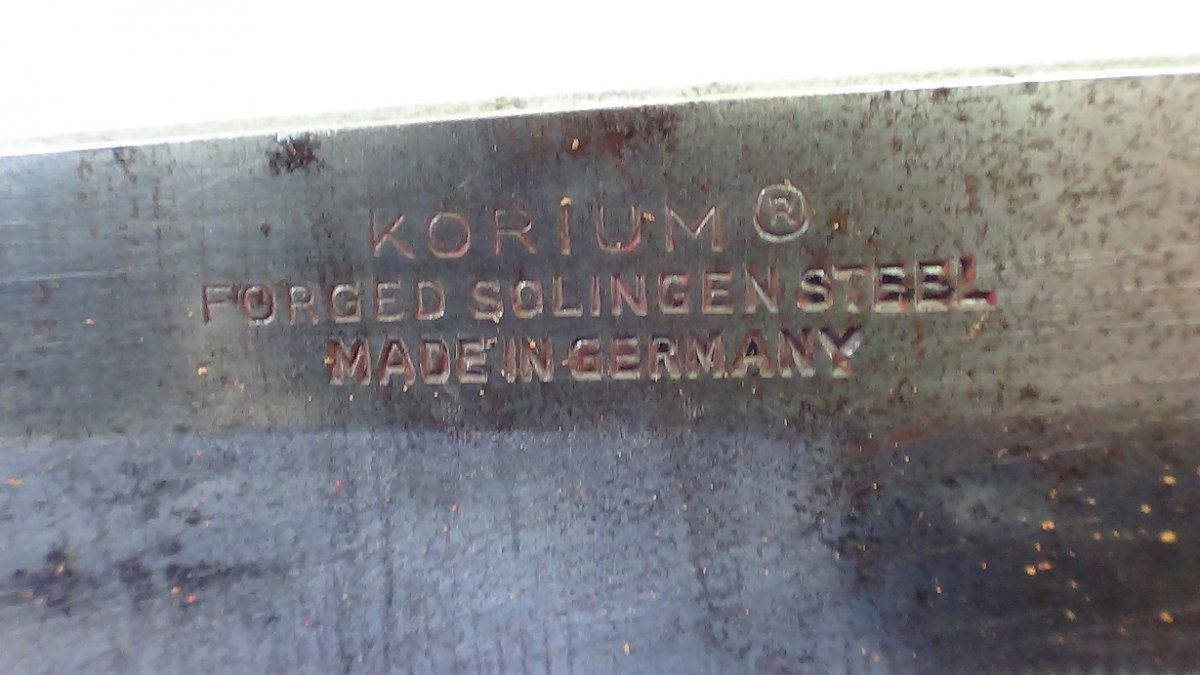 KORIUM ®
FORGED SOLINGEN STEEL
MADE IN GERMANY